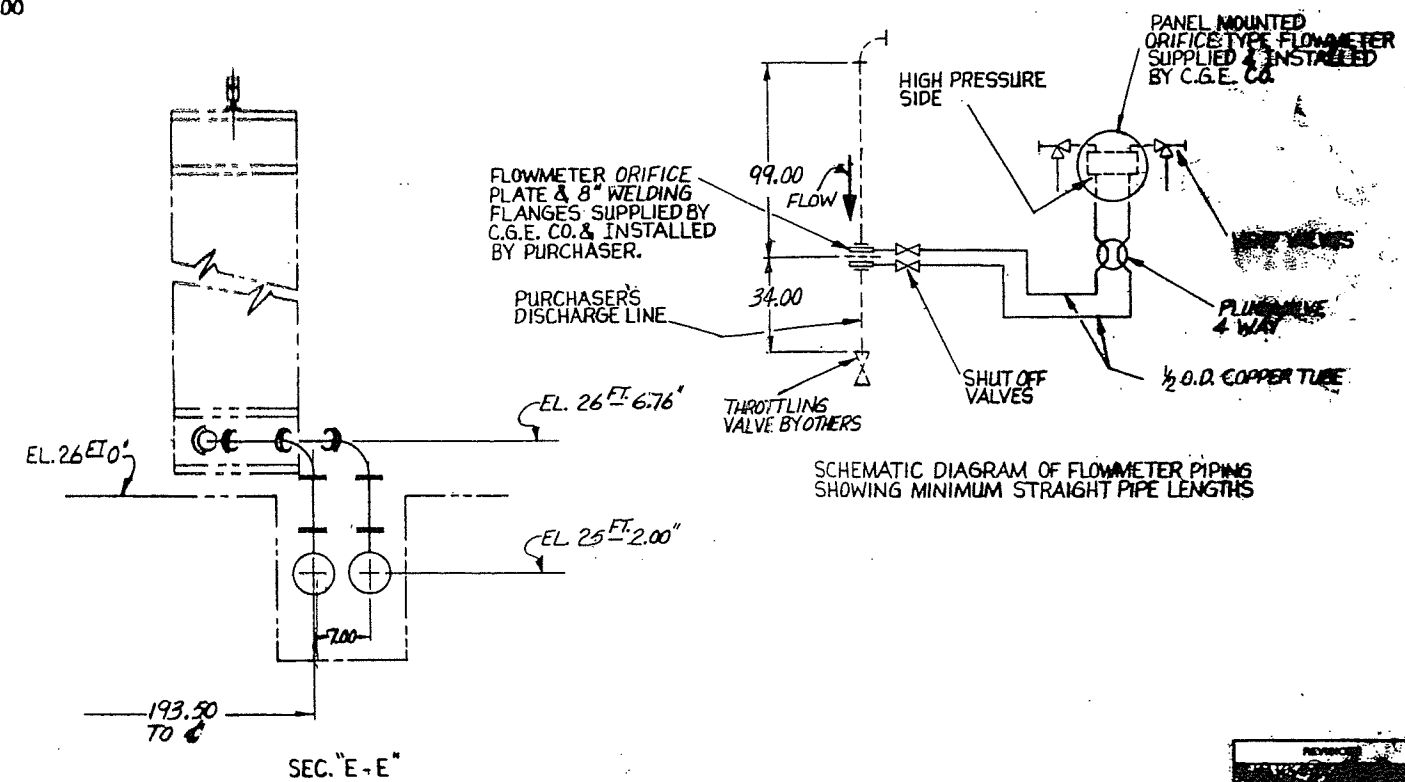 00
PANEL MOUNTED
ORIFICE TYPE FLOWMETER
SUPPLIED & INSTALLED
BY C.G.E. CO.
HIGH PRESSURE
SIDE
FLOWMETER ORIFICE
PLATE & 8" WELDING
FLANGES SUPPLIED BY
C.G.E. CO. & INSTALLED
BY PURCHASER.
99.00
FLOW
VENT VALVES
PURCHASER'S
DISCHARGE LINE
34.00
4 WAY
½ O.D. COPPER TUBE
SHUT OFF
VALVES
THROTTLING
VALVE BY OTHERS
EL. 26 FT. 6.76"
EL. 26 FT 0"
SCHEMATIC DIAGRAM OF FLOWMETER PIPING
SHOWING MINIMUM STRAIGHT PIPE LENGTHS
EL. 25 FT. 2.00"
7.00
193.50
TO ℄
SEC. "E-E"